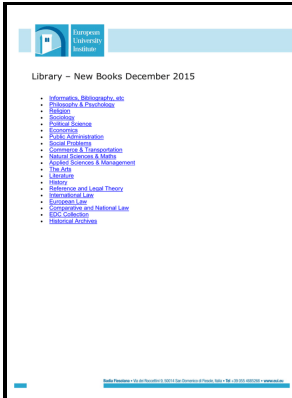 European
University
Institute
Library – New Books December 2015
Informatics, Bibliography, etc
Philosophy & Psychology
Religion
Sociology
Political Science
Economics
Public Administration
Social Problems
Commerce & Transportation
Natural Sciences & Maths
Applied Sciences & Management
The Arts
Literature
History
Reference and Legal Theory
International Law
European Law
Comparative and National Law
EDC Collection
Historical Archives